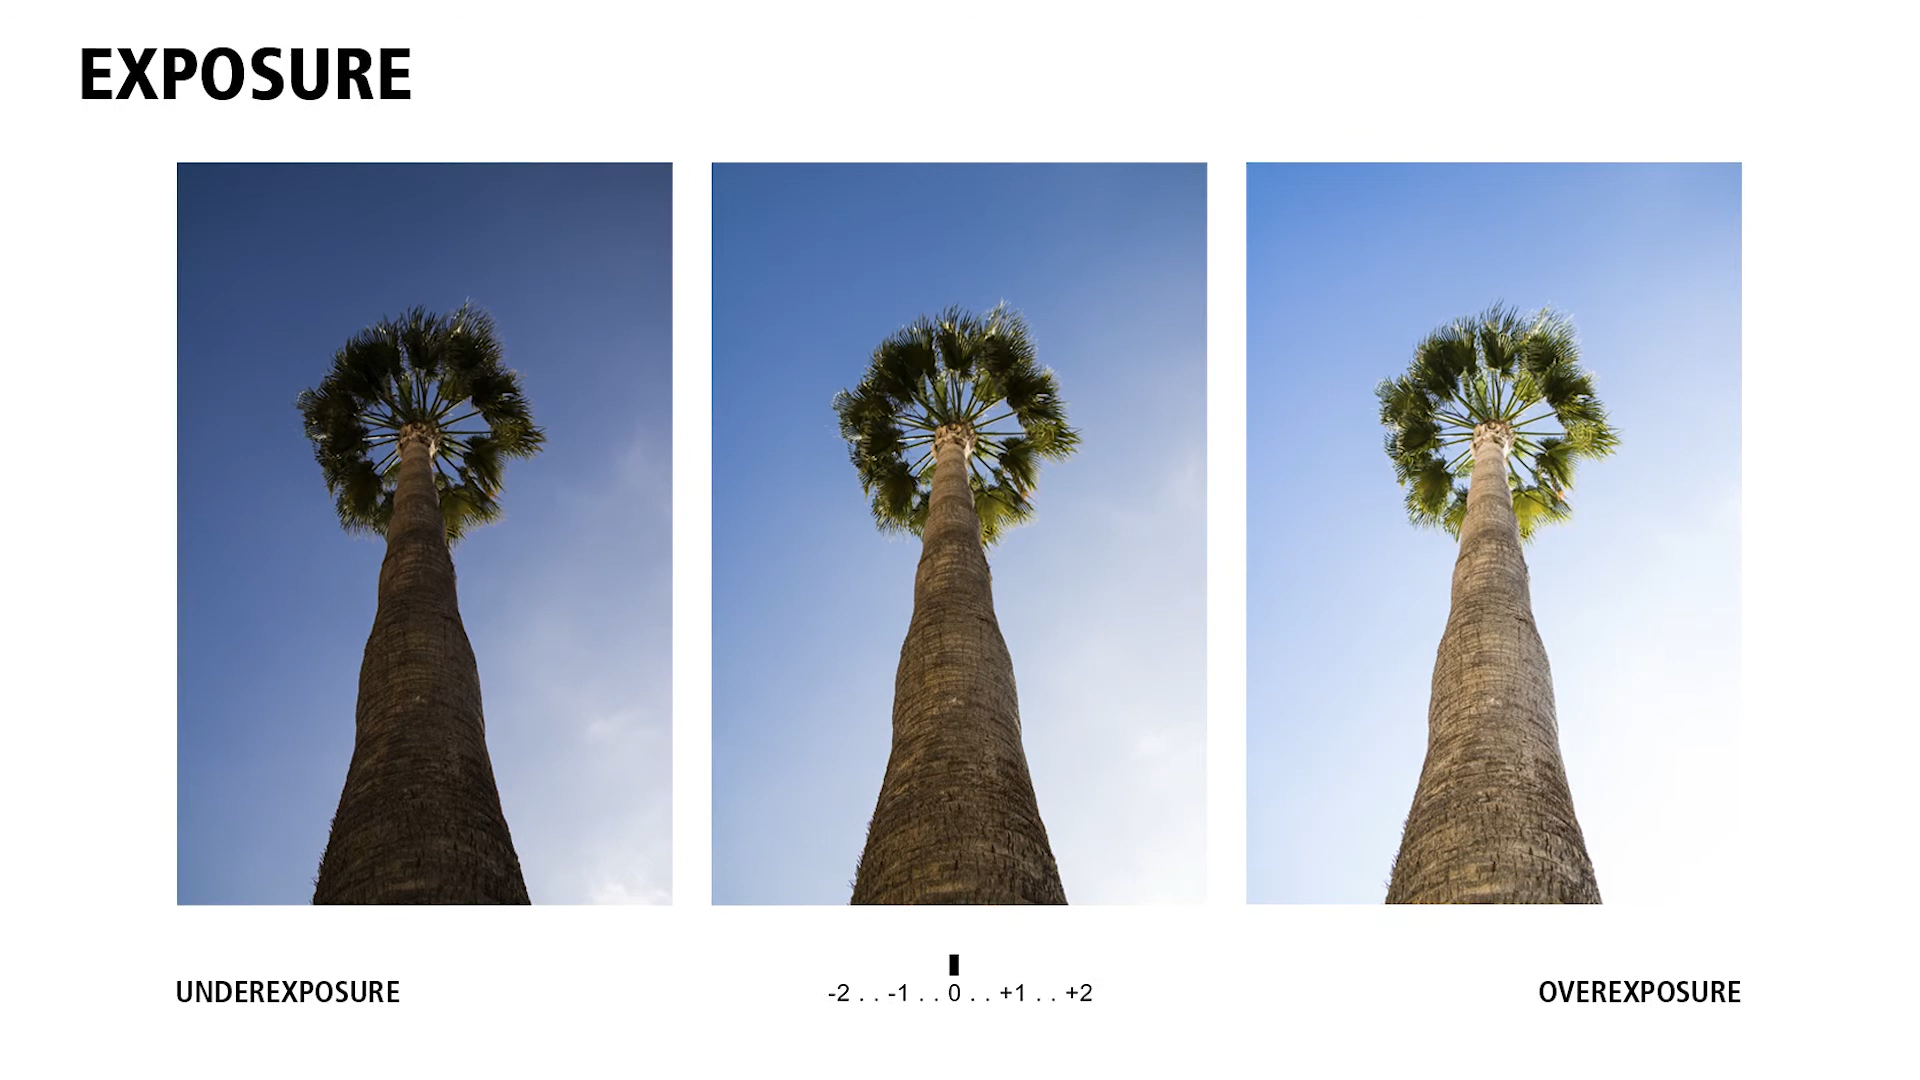 EXPOSURE
UNDEREXPOSURE
-2 . . -1 . . 0 . . +1 . . +2
OVEREXPOSURE